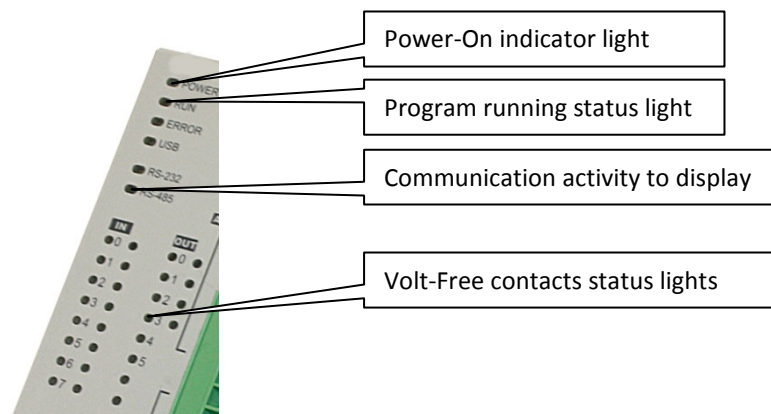 Power-On indicator light
POWER
Program running status light
RUN
ERROR
USB
Communication activity to display
RS-232
RS-485
IN
OUT
0 0
1 1
Volt-Free contacts status lights
2 2
3 3
4 4
5 5
6
7